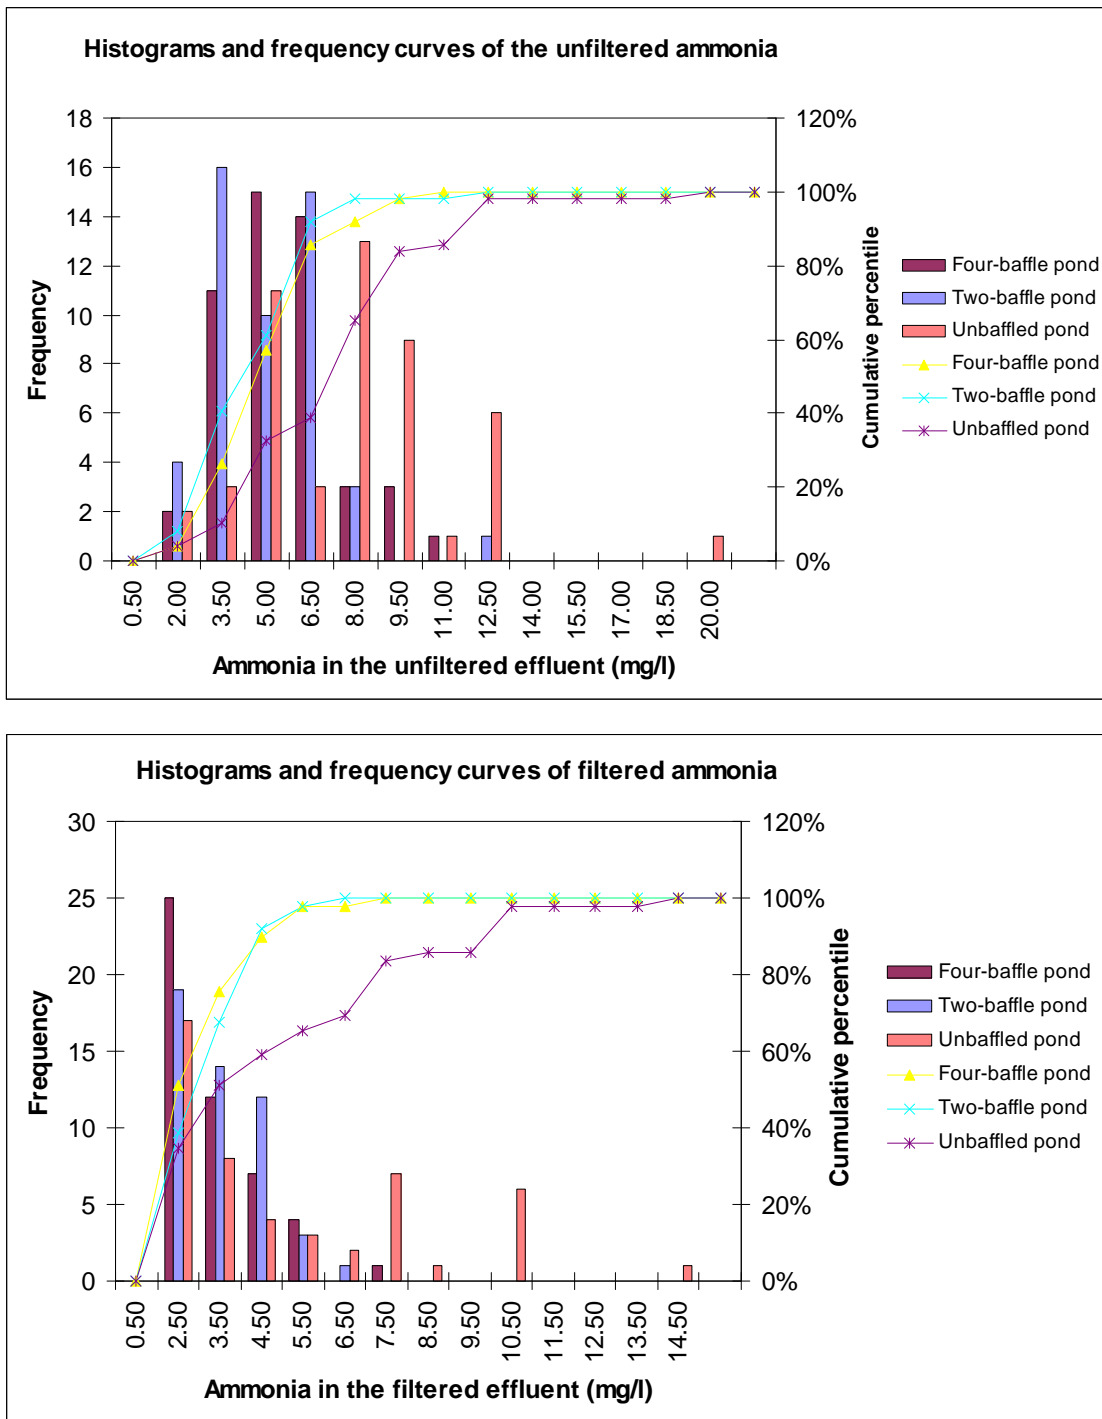 Histograms and frequency curves of the unfiltered ammonia
18
16
14
12
10
8
6
4
2
0
Frequency
120%
100%
80%
60%
40%
20%
0%
Cumulative percentile
Four-baffle pond
Two-baffle pond
Unbaffled pond
Four-baffle pond
Two-baffle pond
Unbaffled pond
0.50
2.00
3.50
5.00
6.50
8.00
9.50
11.00
12.50
14.00
15.50
17.00
18.50
20.00
Ammonia in the unfiltered effluent (mg/l)
Histograms and frequency curves of filtered ammonia
30
25
20
15
10
5
0
Frequency
120%
100%
80%
60%
40%
20%
0%
Cumulative percentile
Four-baffle pond
Two-baffle pond
Unbaffled pond
Four-baffle pond
Two-baffle pond
Unbaffled pond
0.50
2.50
3.50
4.50
5.50
6.50
7.50
8.50
9.50
10.50
11.50
12.50
13.50
14.50
Ammonia in the filtered effluent (mg/l)